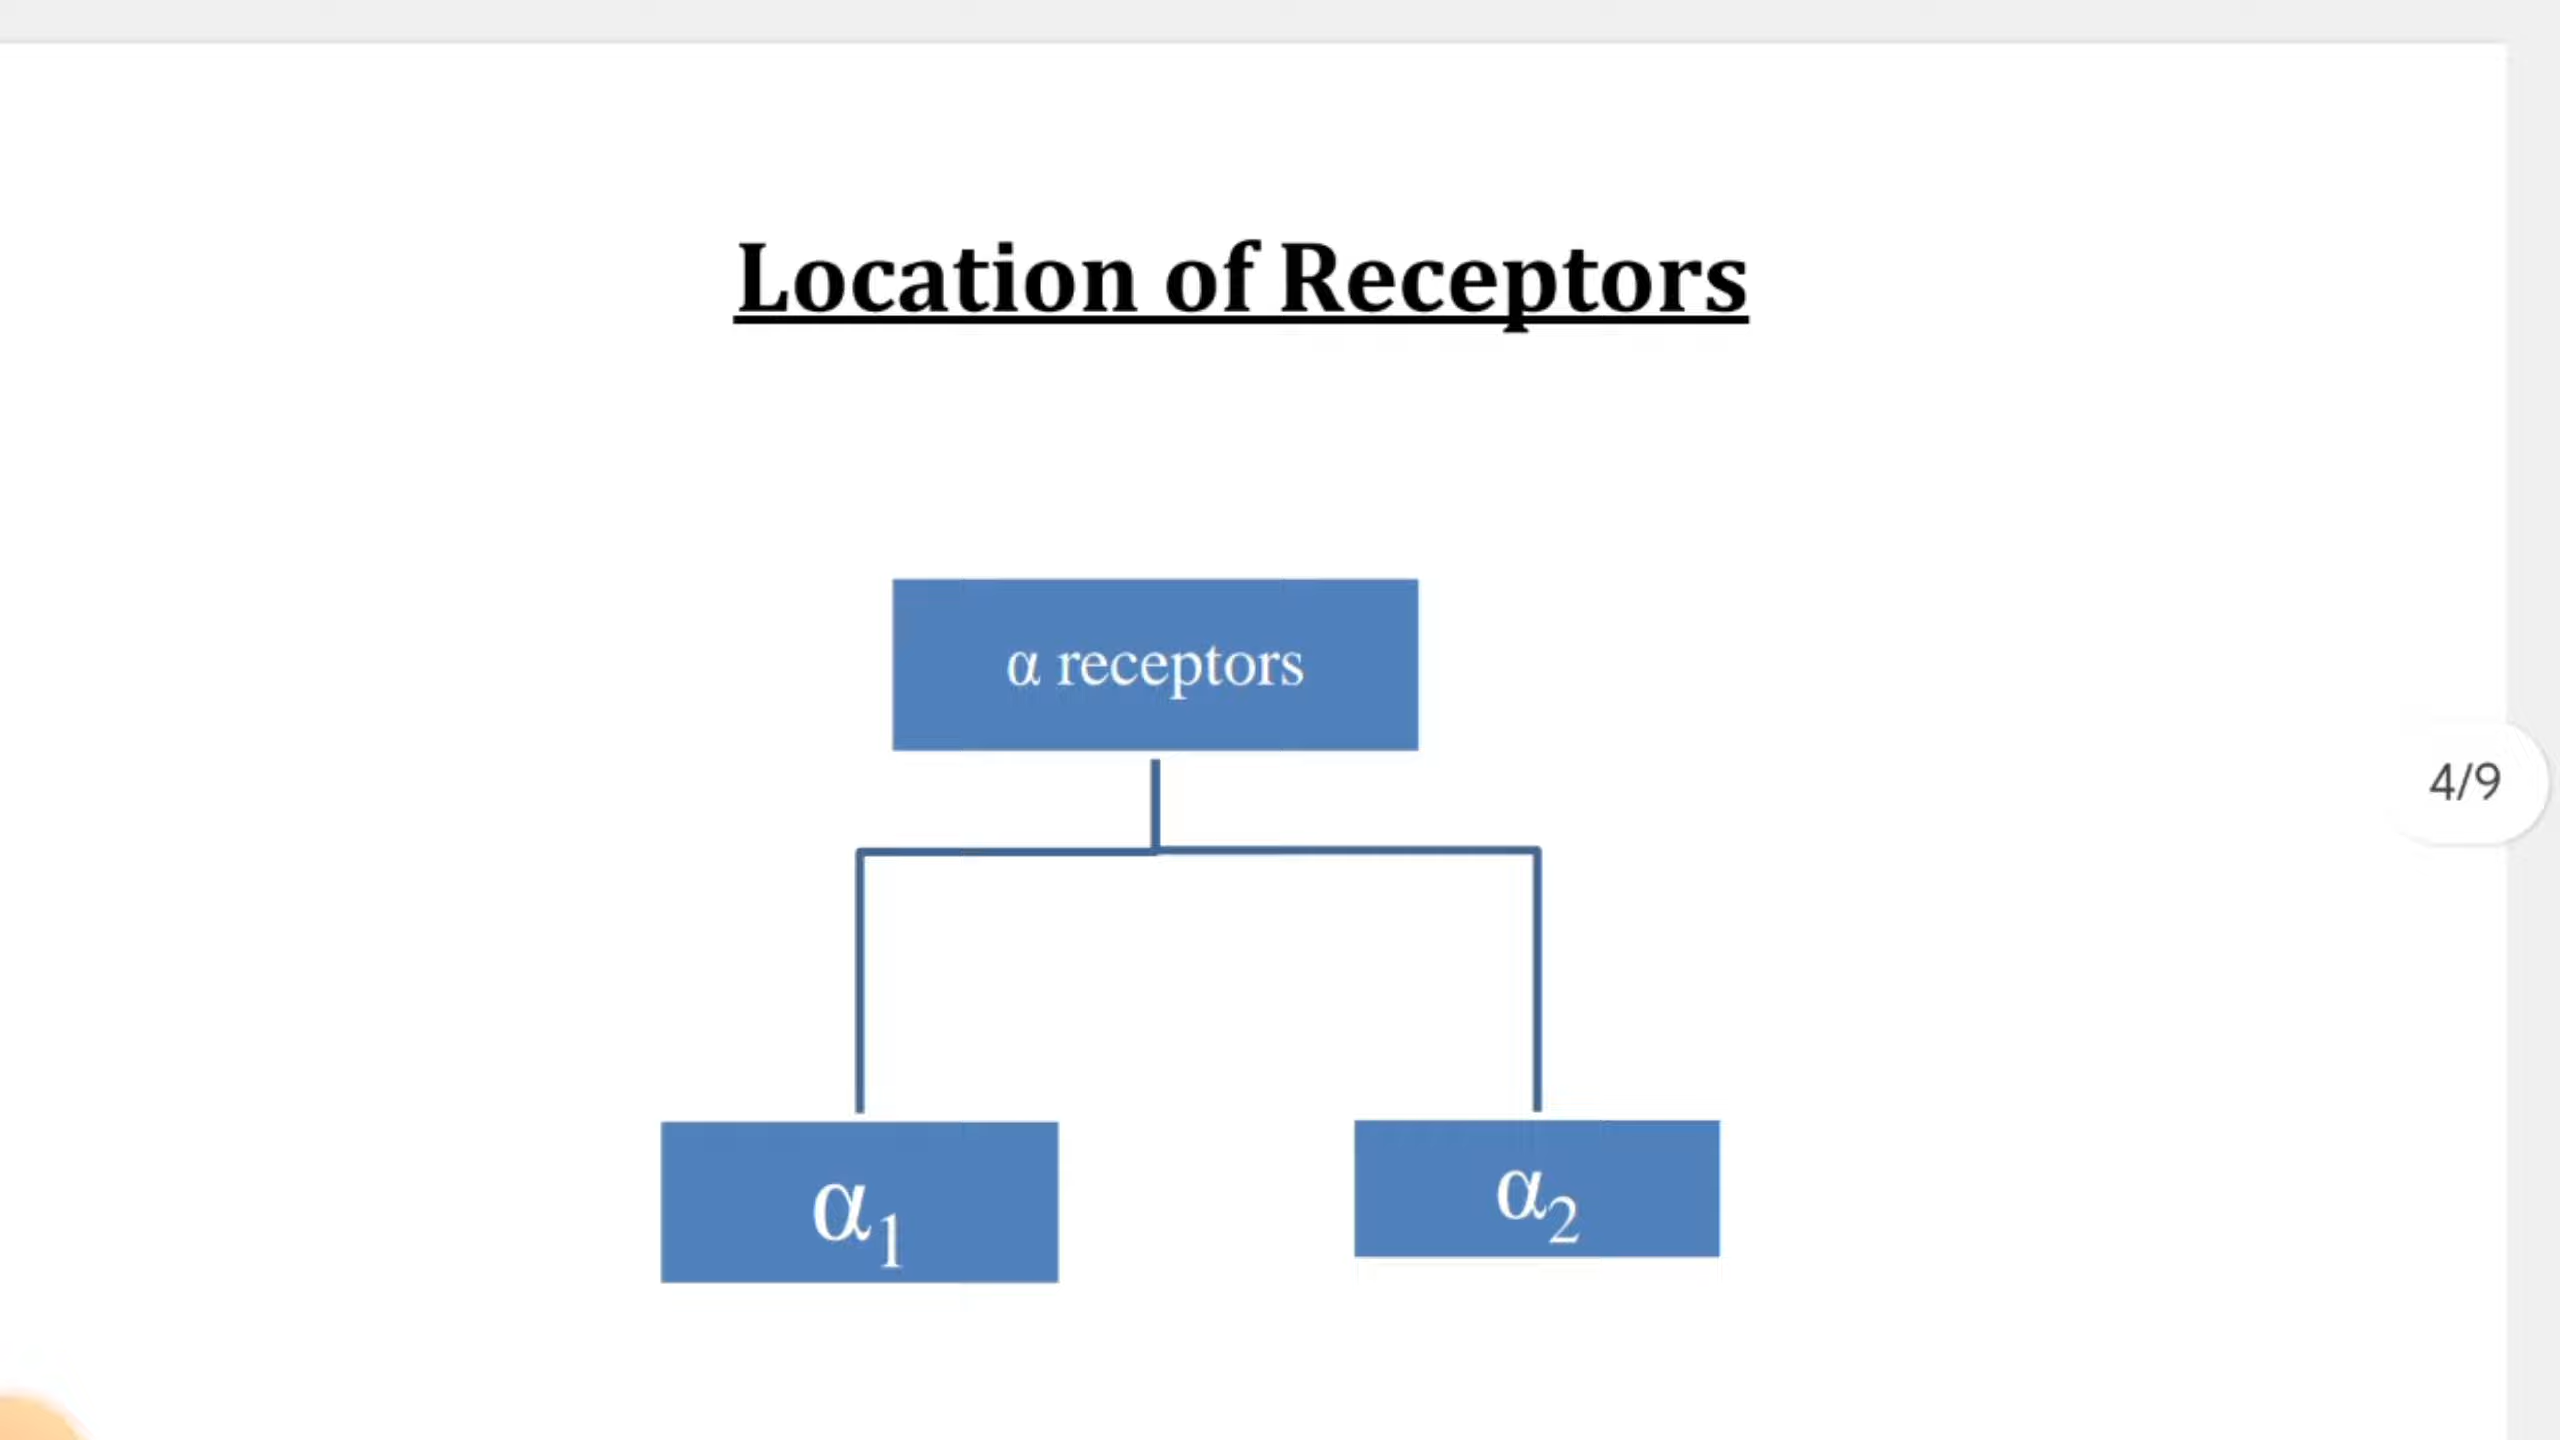 Location of Receptors
α receptors
4/9
α₁
α₂